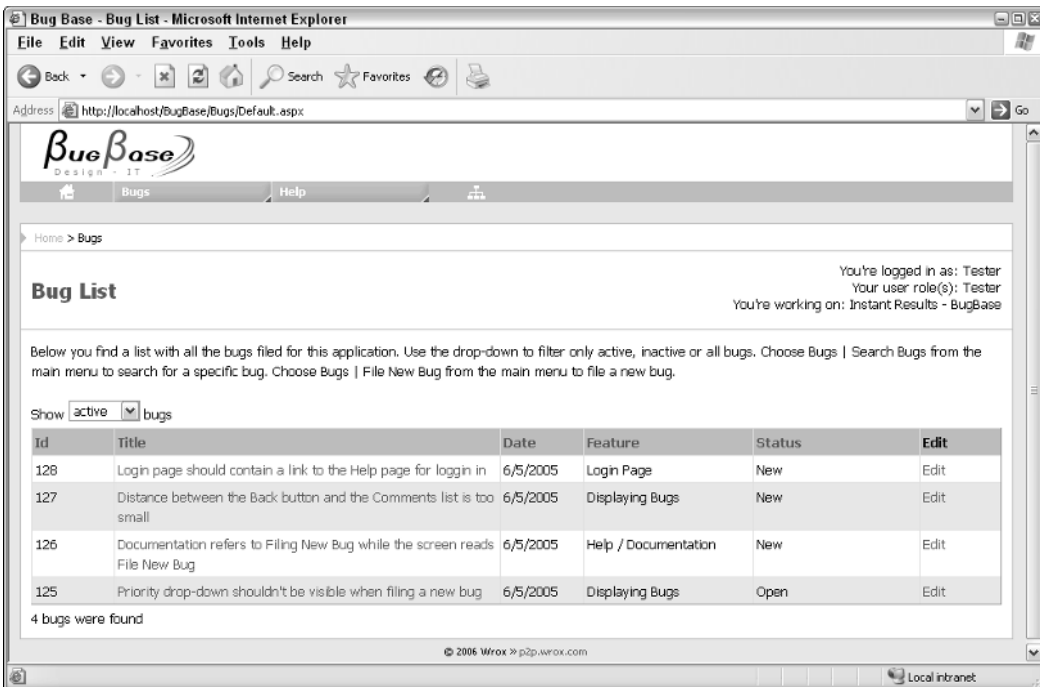 Bug Base - Bug List - Microsoft Internet Explorer
File Edit View Favorites Tools Help
Back Search Favorites
Address http://localhost/BugBase/Bugs/Default.aspx Go
BugBase
Design - IT
Bugs Help
Home > Bugs
You're logged in as: Tester
Bug List
Your user role(s): Tester
You're working on: Instant Results - BugBase
Below you find a list with all the bugs filed for this application. Use the drop-down to filter only active, inactive or all bugs. Choose Bugs | Search Bugs from the
main menu to search for a specific bug. Choose Bugs | File New Bug from the main menu to file a new bug.
Show active bugs
Id Title Date Feature Status Edit
128 Login page should contain a link to the Help page for loggin in 6/5/2005 Login Page New Edit
127 Distance between the Back button and the Comments list is too 6/5/2005 Displaying Bugs New Edit
small
126 Documentation refers to Filing New Bug while the screen reads 6/5/2005 Help / Documentation New Edit
File New Bug
125 Priority drop-down shouldn't be visible when filing a new bug 6/5/2005 Displaying Bugs Open Edit
4 bugs were found
© 2006 Wrox » p2p.wrox.com
Local intranet